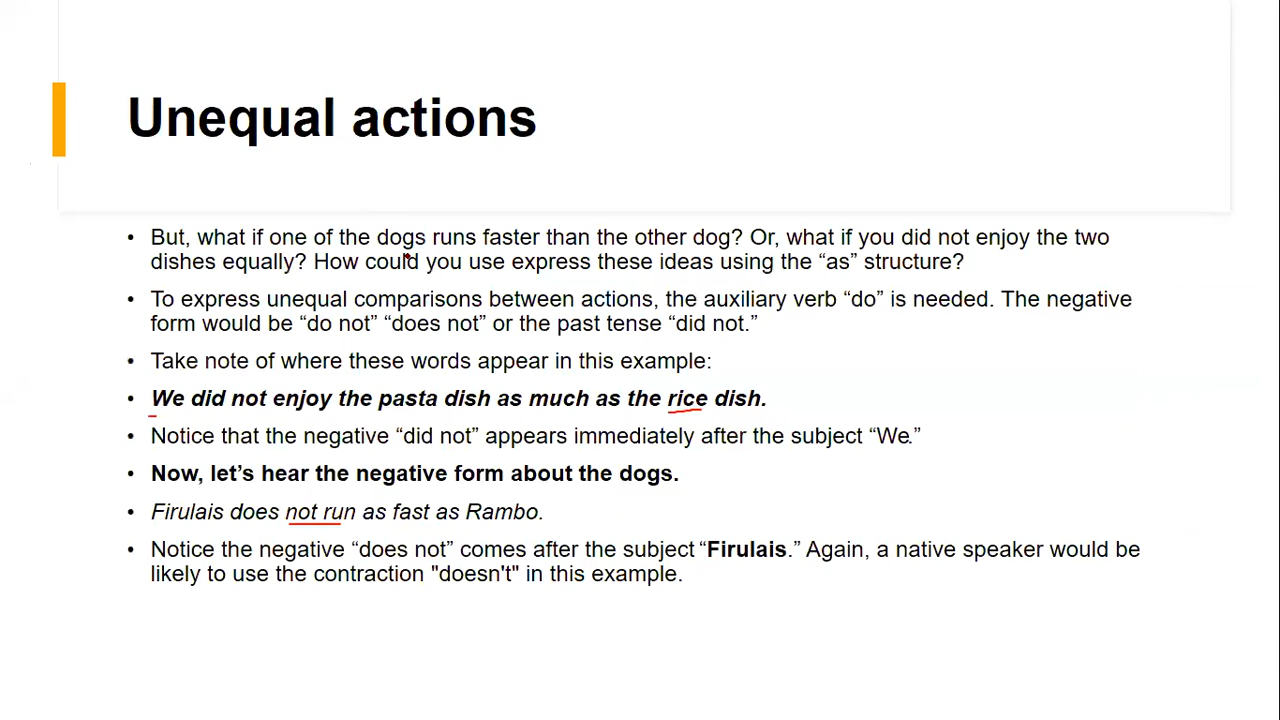 Unequal actions
• But, what if one of the dogs runs faster than the other dog? Or, what if you did not enjoy the two
dishes equally? How could you use express these ideas using the “as” structure?
• To express unequal comparisons between actions, the auxiliary verb “do” is needed. The negative
form would be “do not” “does not” or the past tense “did not.”
• Take note of where these words appear in this example:
• We did not enjoy the pasta dish as much as the rice dish.
• Notice that the negative “did not” appears immediately after the subject “We.”
• Now, let’s hear the negative form about the dogs.
• Firulais does not run as fast as Rambo.
• Notice the negative “does not” comes after the subject “Firulais.” Again, a native speaker would be
likely to use the contraction "doesn't" in this example.